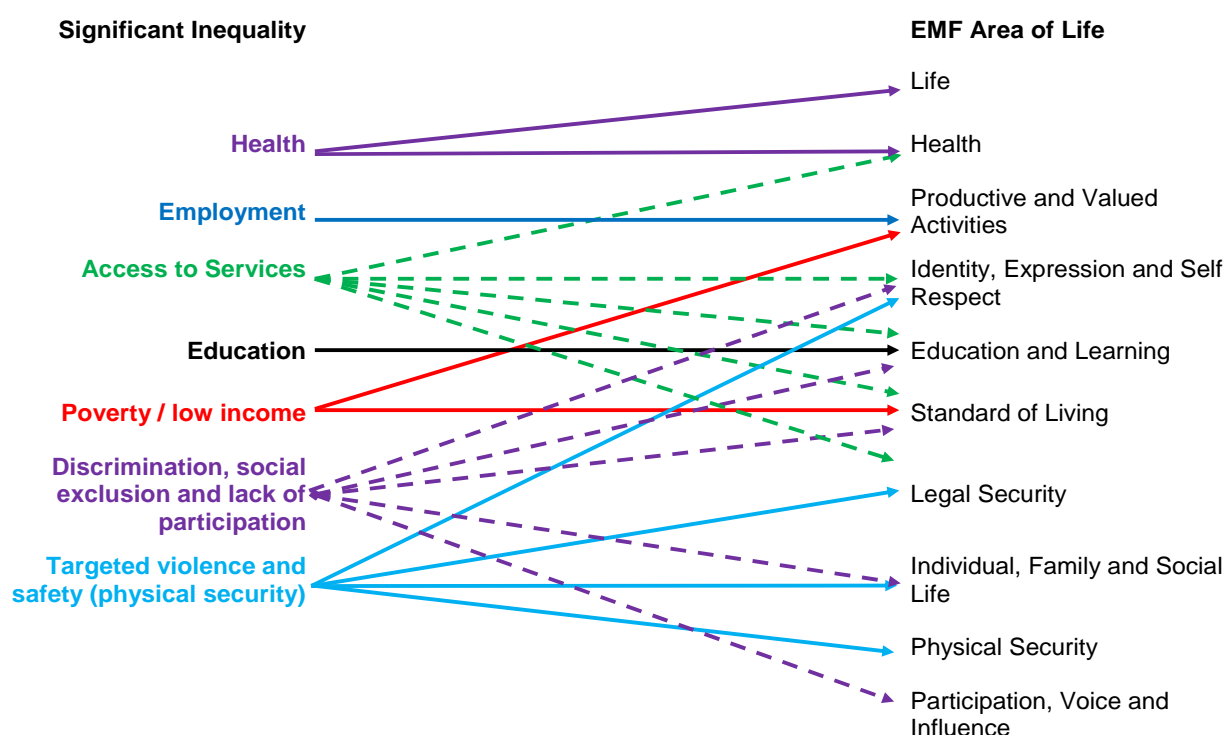 Significant Inequality
EMF Area of Life
Life
Health
Health
Productive and Valued
Activities
Employment
Access to Services
Identity, Expression and Self
Respect
Education
Education and Learning
Poverty / low income
Standard of Living
Discrimination, social
exclusion and lack of
participation
Legal Security
Targeted violence and
safety (physical security)
Individual, Family and Social
Life
Physical Security
Participation, Voice and
Influence